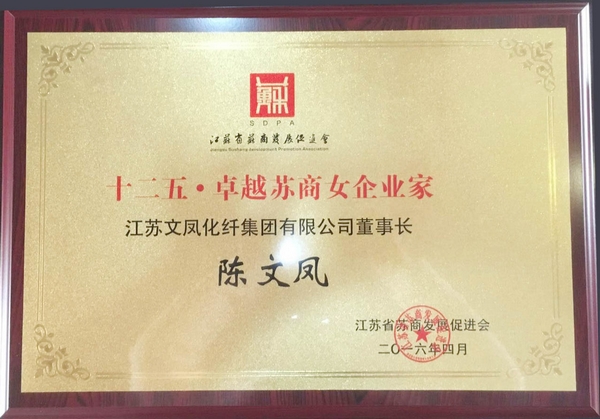 SDPA
江苏省苏商发展促进会
十二五·卓越苏商女企业家
江苏文凤化纤集团有限公司董事长
陈文凤
江苏省苏商发展促进会
二〇一六年四月